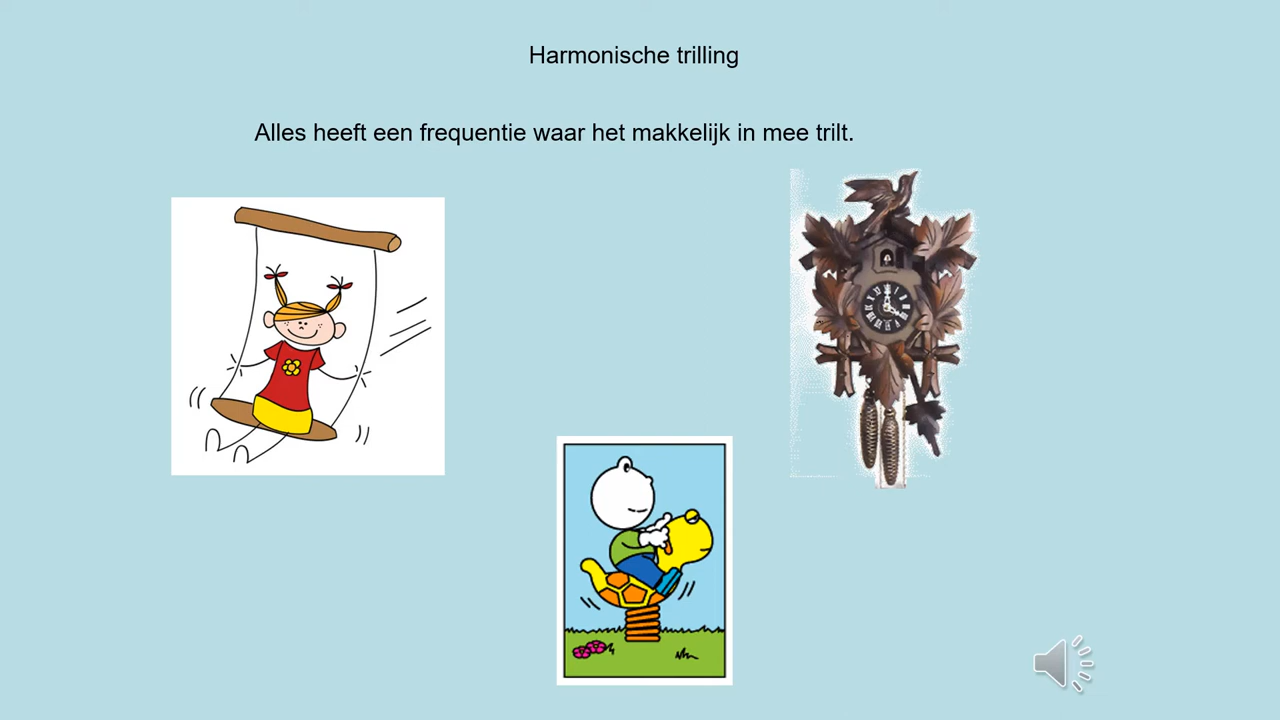 Harmonische trilling
Alles heeft een frequentie waar het makkelijk in mee trilt.